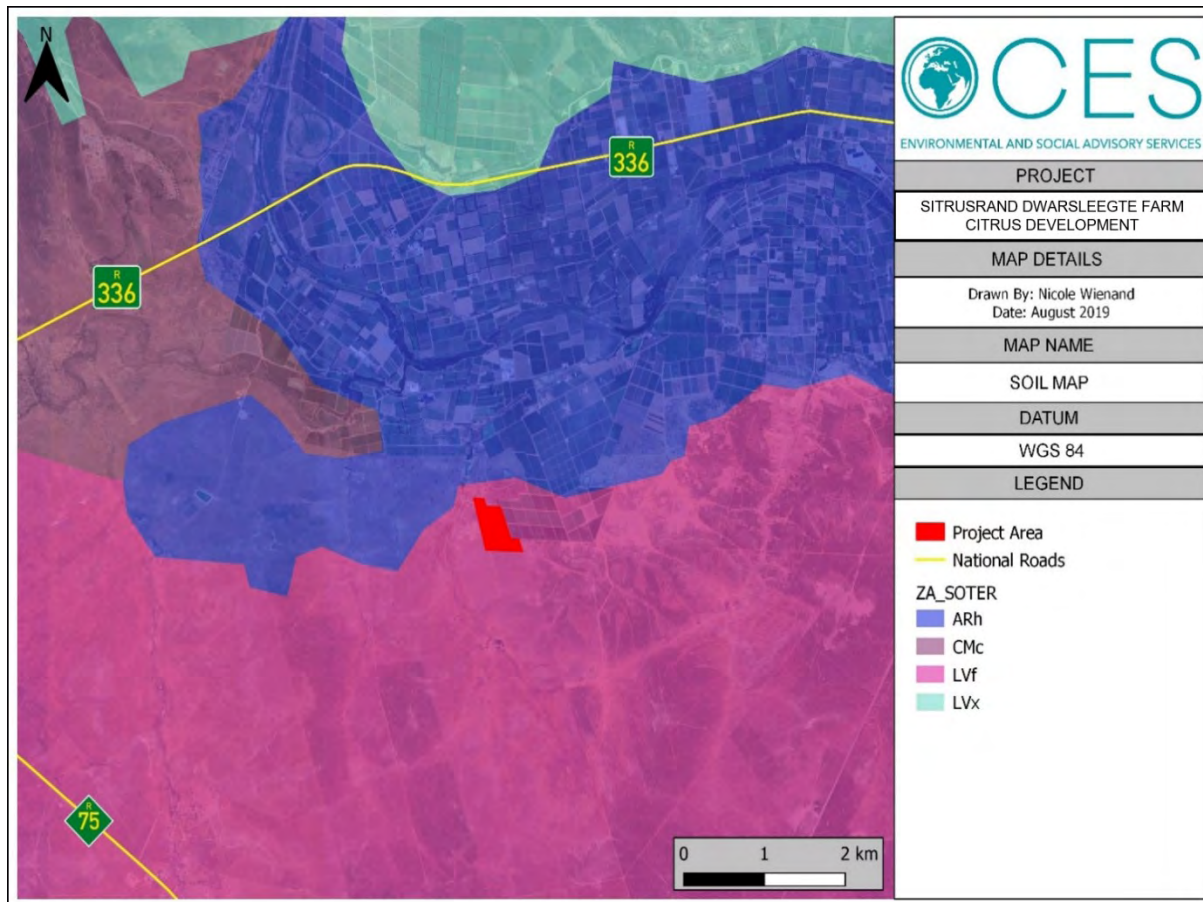 N
R
336
R
336
R
75
0 1 2 km
CES
ENVIRONMENTAL AND SOCIAL ADVISORY SERVICES
PROJECT
SITRUSRAND DWARSLEEGTE FARM
CITRUS DEVELOPMENT
MAP DETAILS
Drawn By: Nicole Wienand
Date: August 2019
MAP NAME
SOIL MAP
DATUM
WGS 84
LEGEND
Project Area
National Roads
ZA_SOTER
ARh
CMc
LVf
LVx